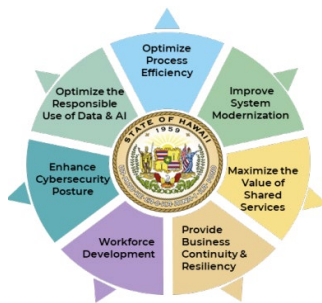 Optimize
Process
Efficiency
Improve
System
Modernization
Maximize the
Value of
Shared
Services
Provide
Business
Continuity &
Resiliency
Workforce
Development
Enhance
Cybersecurity
Posture
Optimize the
Responsible
Use of Data & AI
STATE OF HAWAII
1959